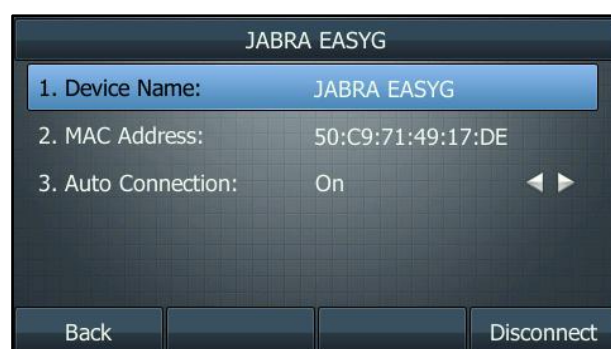 JABRA EASYG
1. Device Name: JABRA EASYG
2. MAC Address: 50:C9:71:49:17:DE
3. Auto Connection: On
Back Disconnect